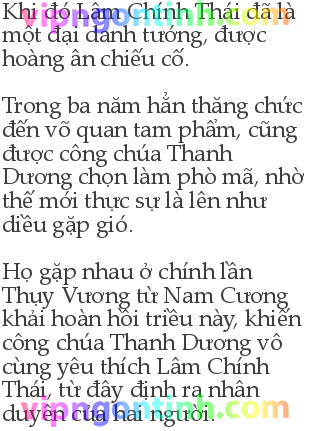 Khi đó Lâm Chính Thái đã là
một đại danh tướng, được
hoàng ân chiếu cố.
Trong ba năm hắn thăng chức
đến võ quan tam phẩm, cũng
được công chúa Thanh
Dương chọn làm phò mã, nhờ
thế mới thực sự là lên như
diều gặp gió.
Họ gặp nhau ở chính lần
Thụy Vương từ Nam Cương
khải hoàn hồi triều này, khiến
công chúa Thanh Dương vô
cùng yêu thích Lâm Chính
Thái, từ đây định ra nhân
duyên của hai người.
vipngontinh.com
vipngontinh.com